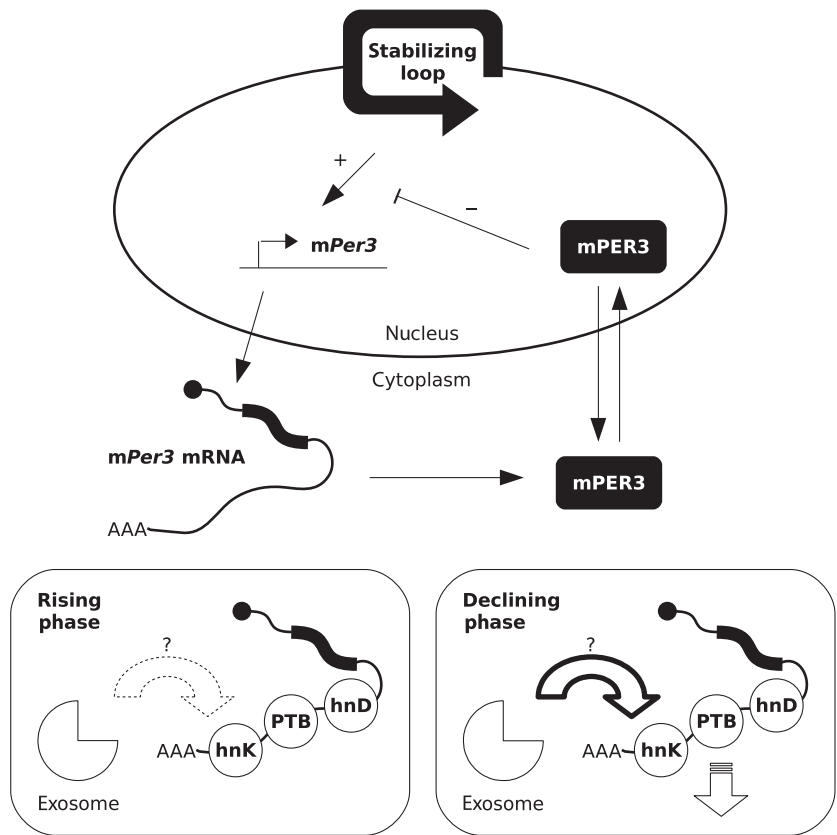 Stabilizing
loop
+
−
mPer3
mPER3
Nucleus
Cytoplasm
mPer3 mRNA
mPER3
AAA
Rising
phase
?
hnD
PTB
hnK
AAA
Exosome
Declining
phase
?
hnD
PTB
hnK
AAA
Exosome